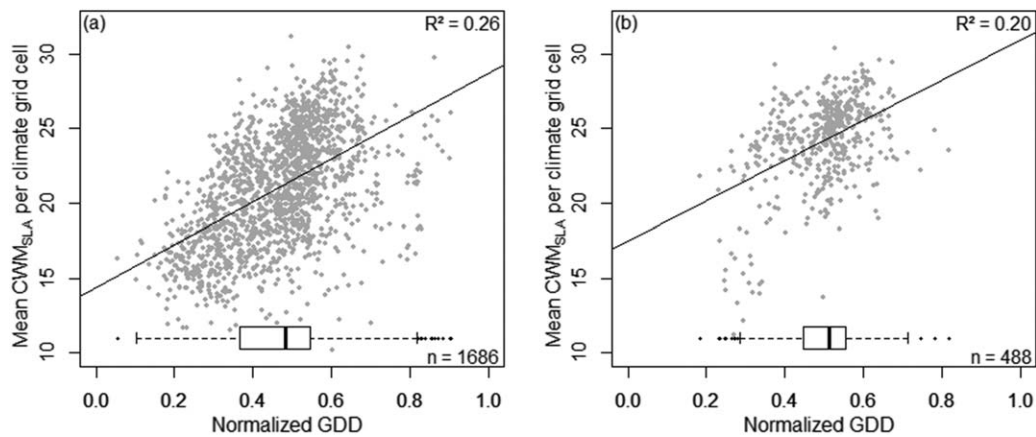 (a)
R² = 0.26
Mean CWM_SLA per climate grid cell
30
25
20
15
10
n = 1686
0.0 0.2 0.4 0.6 0.8 1.0
Normalized GDD
(b)
R² = 0.20
Mean CWM_SLA per climate grid cell
30
25
20
15
10
n = 488
0.0 0.2 0.4 0.6 0.8 1.0
Normalized GDD